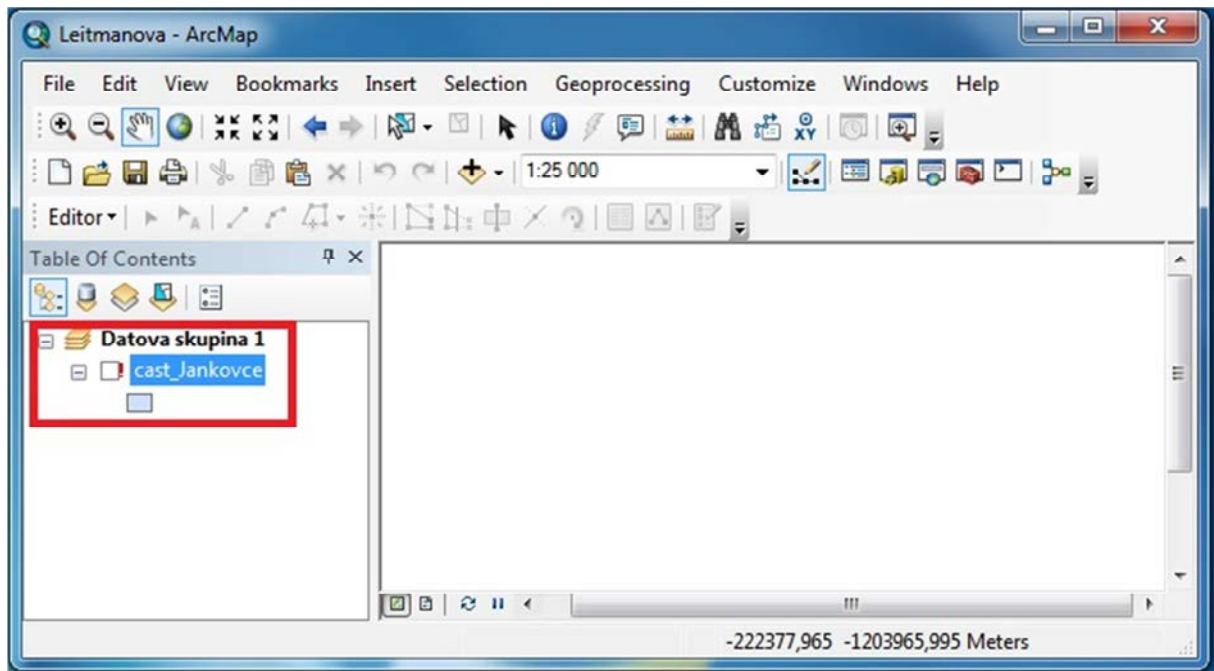 Leitmanova - ArcMap
File Edit View Bookmarks Insert Selection Geoprocessing Customize Windows Help
XY
1:25 000
Editor
Table Of Contents
Datova skupina 1
cast_Jankovce
-222377,965 -1203965,995 Meters